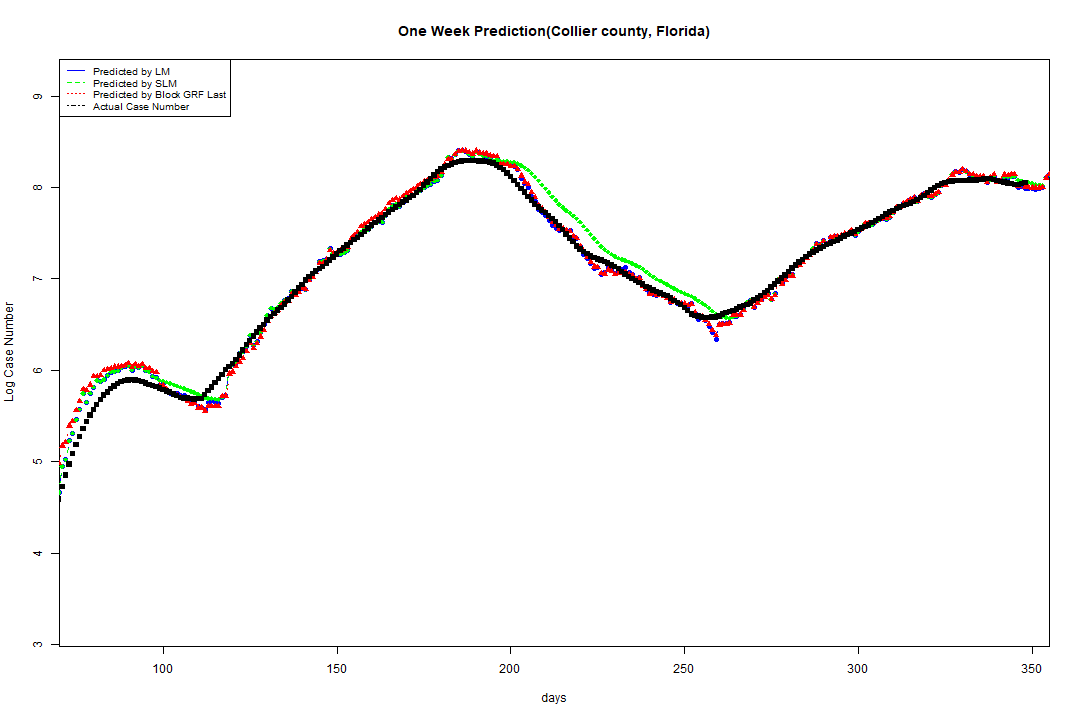 One Week Prediction(Collier county, Florida)
Predicted by LM
Predicted by SLM
Predicted by Block GRF Last
Actual Case Number
9
8
7
6
5
4
3
Log Case Number
100 150 200 250 300 350
days